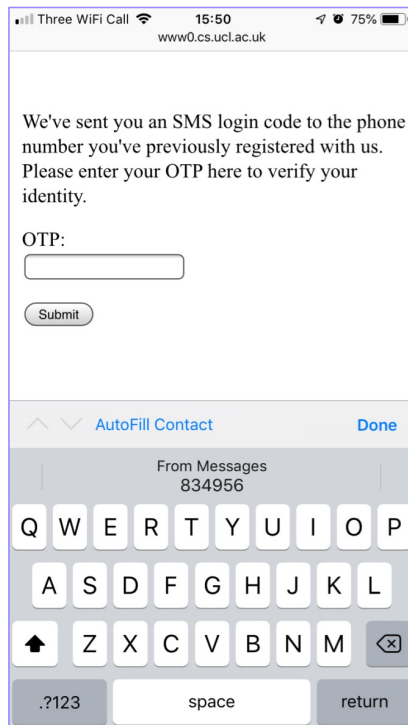 Three WiFi Call 15:50 75%
www0.cs.ucl.ac.uk
We've sent you an SMS login code to the phone
number you've previously registered with us.
Please enter your OTP here to verify your
identity.
OTP:
Submit
AutoFill Contact Done
From Messages
834956
Q W E R T Y U I O P
A S D F G H J K L
Z X C V B N M
.?123 space return